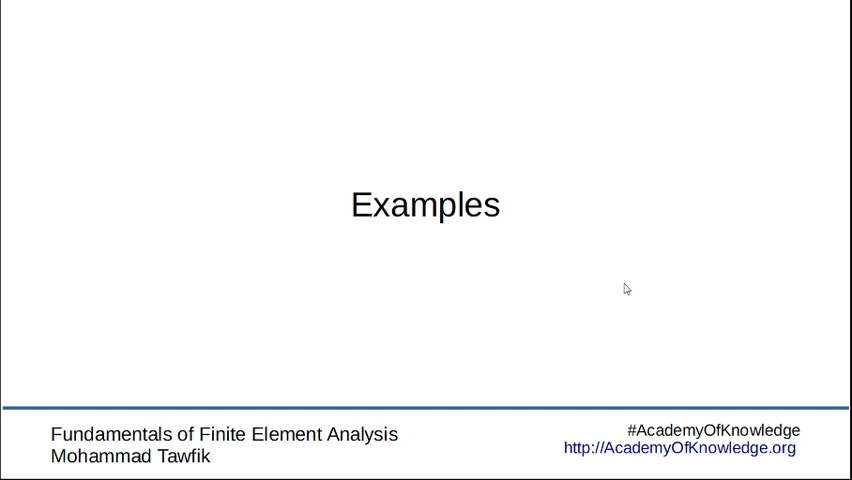 Examples
Fundamentals of Finite Element Analysis
Mohammad Tawfik
#AcademyOfKnowledge
http://AcademyOfKnowledge.org